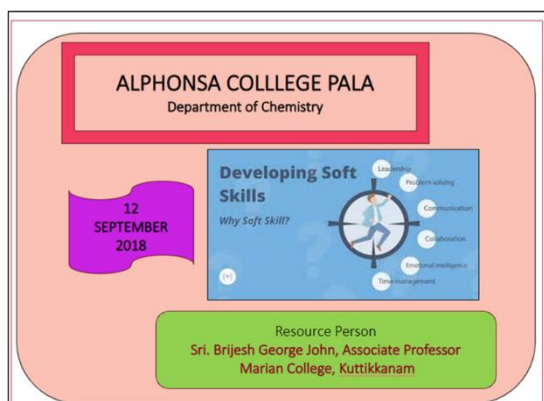 ALPHONSA COLLLEGE PALA
Department of Chemistry
Developing Soft
Skills
Why Soft Skill?
Leadership
Problem solving
Communication
Collaboration
Emotional intelligence
Time management
12
SEPTEMBER
2018
Resource Person
Sri. Brijesh George John, Associate Professor
Marian College, Kuttikkanam